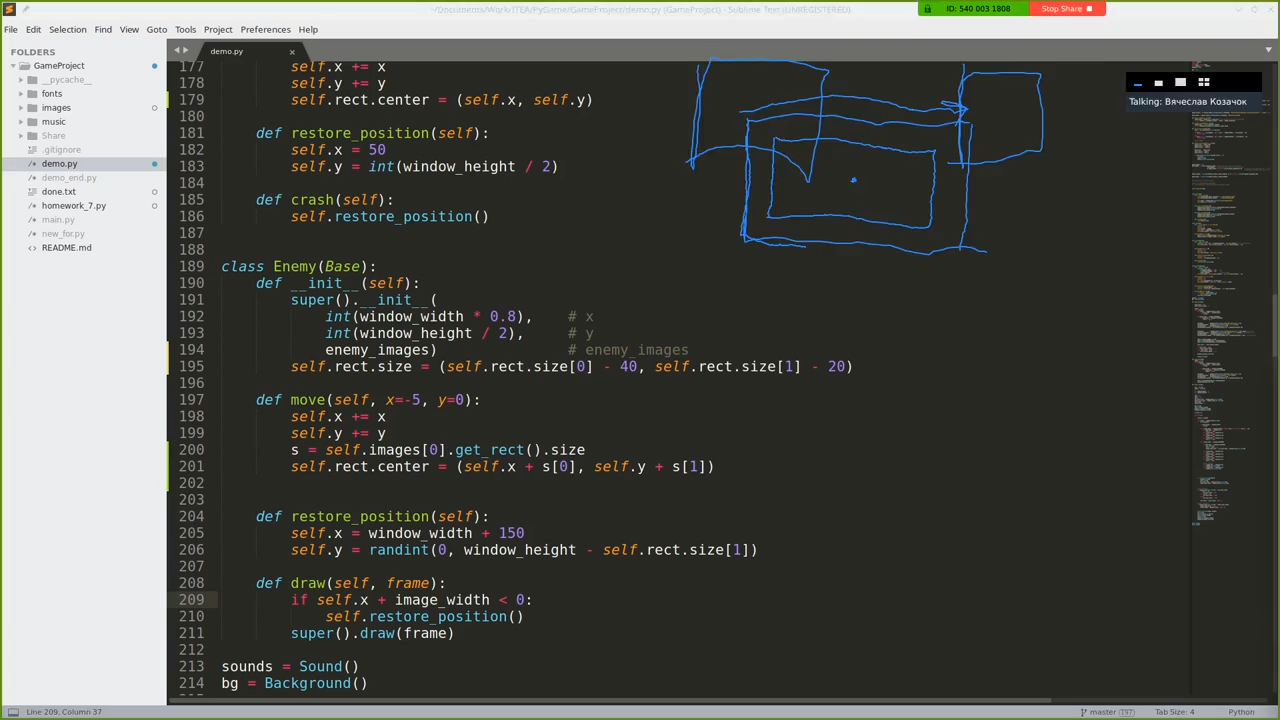 ~/Documents/Work/ITEA/PyGame/GameProject/demo.py (GameProject) - Sublime Text (UNREGISTERED)
ID: 540 003 1808
Stop Share
File Edit Selection Find View Goto Tools Project Preferences Help
FOLDERS
GameProject
__pycache__
fonts
images
music
Share
.gitignore
demo.py
demo_end.py
done.txt
homework_7.py
main.py
new_for.py
README.md
demo.py
Talking: Вячеслав Козачок
177 self.x += x
178 self.y += y
179 self.rect.center = (self.x, self.y)
180
181 def restore_position(self):
182 self.x = 50
183 self.y = int(window_height / 2)
184
185 def crash(self):
186 self.restore_position()
187
188
189 class Enemy(Base):
190 def __init__(self):
191 super().__init__(
192 int(window_width * 0.8), # x
193 int(window_height / 2), # y
194 enemy_images) # enemy_images
195 self.rect.size = (self.rect.size[0] - 40, self.rect.size[1] - 20)
196
197 def move(self, x=-5, y=0):
198 self.x += x
199 self.y += y
200 s = self.images[0].get_rect().size
201 self.rect.center = (self.x + s[0], self.y + s[1])
202
203
204 def restore_position(self):
205 self.x = window_width + 150
206 self.y = randint(0, window_height - self.rect.size[1])
207
208 def draw(self, frame):
209 if self.x + image_width < 0:
210 self.restore_position()
211 super().draw(frame)
212
213 sounds = Sound()
214 bg = Background()
Line 209, Column 37
master
Tab Size: 4
Python